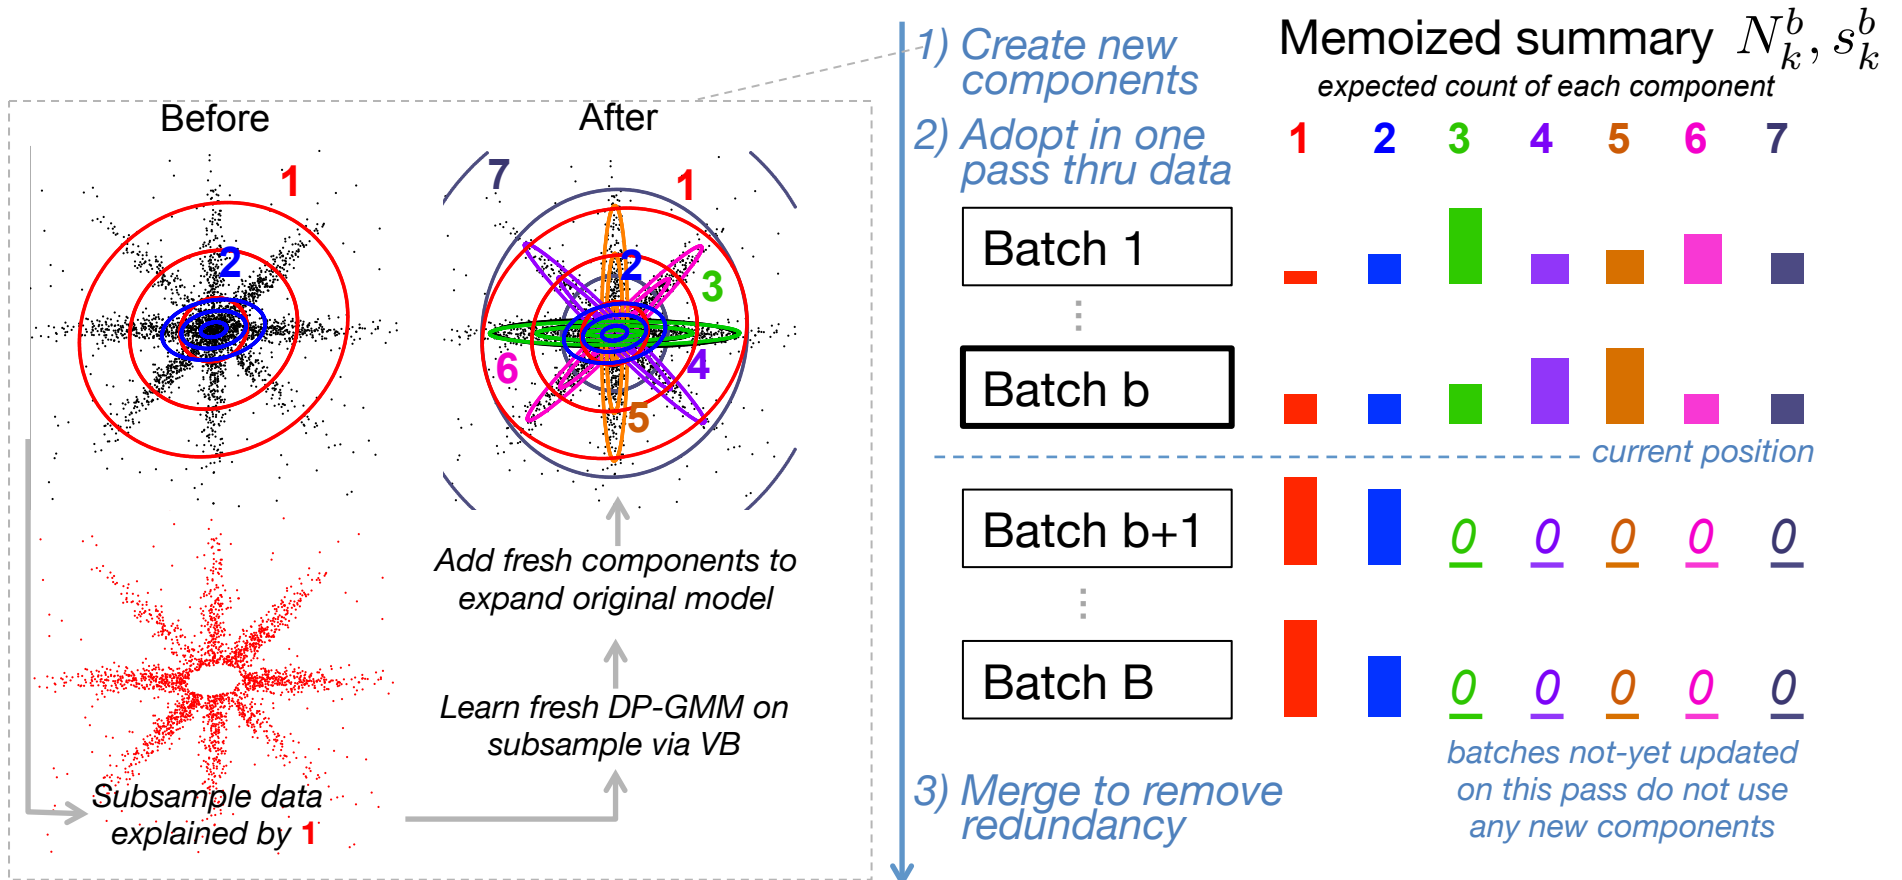 Before
After
1
2
7
1
2
3
6
4
5
Subsample data
explained by 1
Learn fresh DP-GMM on
subsample via VB
Add fresh components to
expand original model
1) Create new
components
2) Adopt in one
pass thru data
Batch 1
⋮
Batch b
Batch b+1
⋮
Batch B
3) Merge to remove
redundancy
Memoized summary $N_k^b, s_k^b$
expected count of each component
1 2 3 4 5 6 7
current position
0 0 0 0 0
0 0 0 0 0
batches not-yet updated
on this pass do not use
any new components